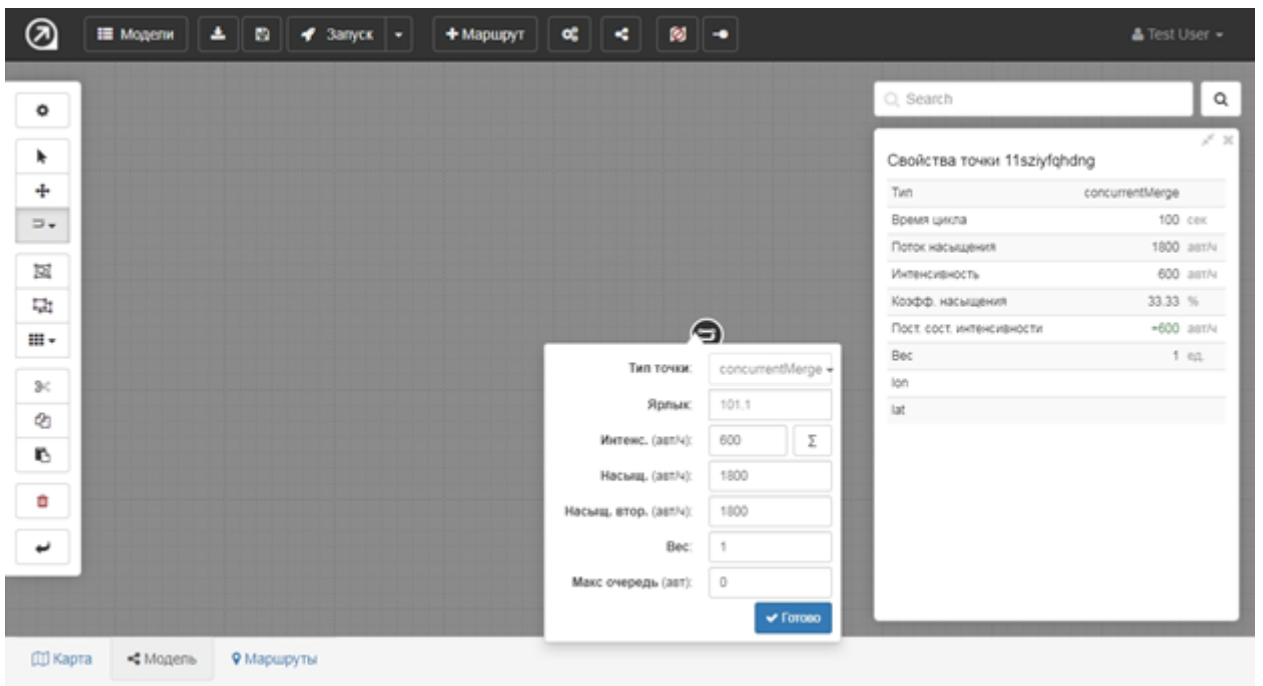 Модели Запуск Маршрут Test User
Search
Свойства точки 11sziyfqhdng
Тип concurrentMerge
Время цикла 100 сек
Поток насыщения 1800 авт/ч
Интенсивность 600 авт/ч
Коэфф. насыщения 33.33 %
Пост. сост. интенсивности =600 авт/ч
Вес 1 ед.
lon
lat
Тип точки: concurrentMerge
Ярлык: 101.1
Интенс. (авт/ч): 600 Σ
Насыщ. (авт/ч): 1800
Насыщ. втор. (авт/ч): 1800
Вес: 1
Макс очередь (авт): 0
Готово
Карта Модель Маршруты